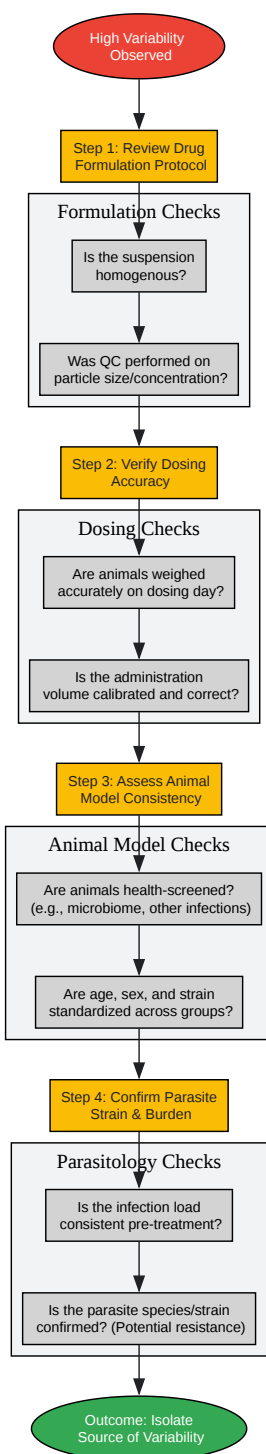 High Variability
Observed
Step 1: Review Drug
Formulation Protocol
Formulation Checks
Is the suspension
homogenous?
Was QC performed on
particle size/concentration?
Step 2: Verify Dosing
Accuracy
Dosing Checks
Are animals weighed
accurately on dosing day?
Is the administration
volume calibrated and correct?
Step 3: Assess Animal
Model Consistency
Animal Model Checks
Are animals health-screened?
(e.g., microbiome, other infections)
Are age, sex, and strain
standardized across groups?
Step 4: Confirm Parasite
Strain & Burden
Parasitology Checks
Is the infection load
consistent pre-treatment?
Is the parasite species/strain
confirmed? (Potential resistance)
Outcome: Isolate
Source of Variability